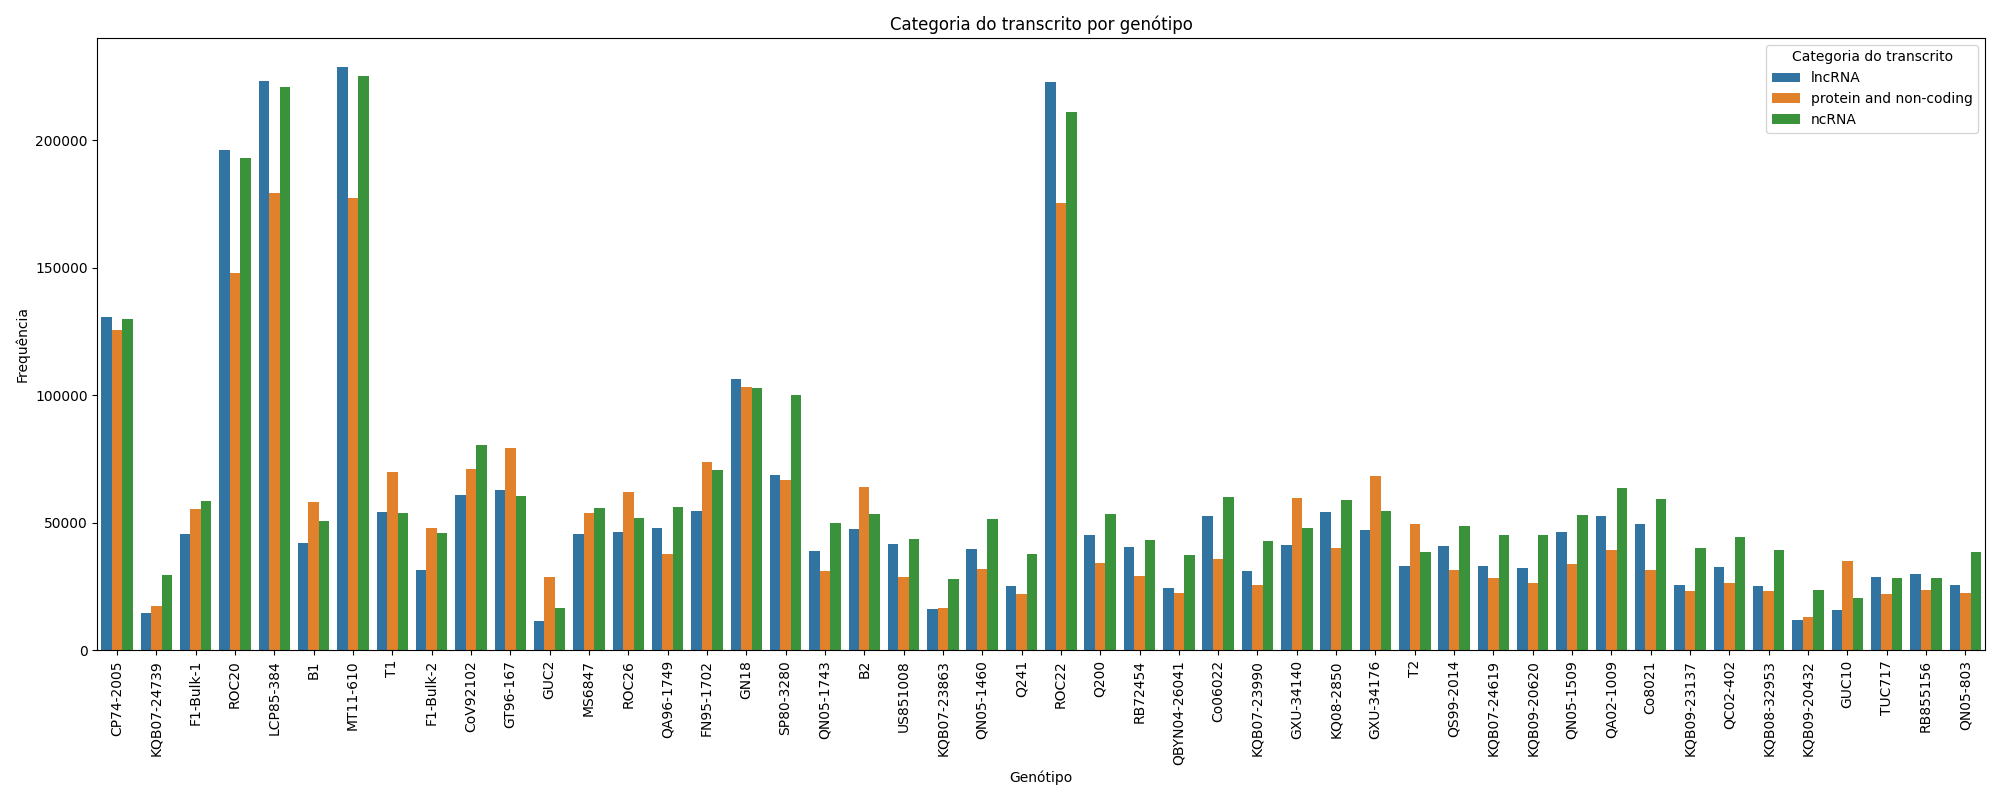 Categoria do transcrito por genótipo
Categoria do transcrito
lncRNA
protein and non-coding
ncRNA
Frequência
200000
150000
100000
50000
0
CP74-2005
KQB07-24739
F1-Bulk-1
ROC20
LCP85-384
B1
MT11-610
T1
F1-Bulk-2
CoV92102
GT96-167
GUC2
MS6847
ROC26
QA96-1749
FN95-1702
GN18
SP80-3280
QN05-1743
B2
US851008
KQB07-23863
QN05-1460
Q241
ROC22
Q200
RB72454
QBYN04-26041
Co06022
KQB07-23990
GXU-34140
KQ08-2850
GXU-34176
T2
QS99-2014
KQB07-24619
KQB09-20620
QN05-1509
QA02-1009
Co8021
KQB09-23137
QC02-402
KQB08-32953
KQB09-20432
GUC10
TUC717
RB855156
QN05-803
Genótipo